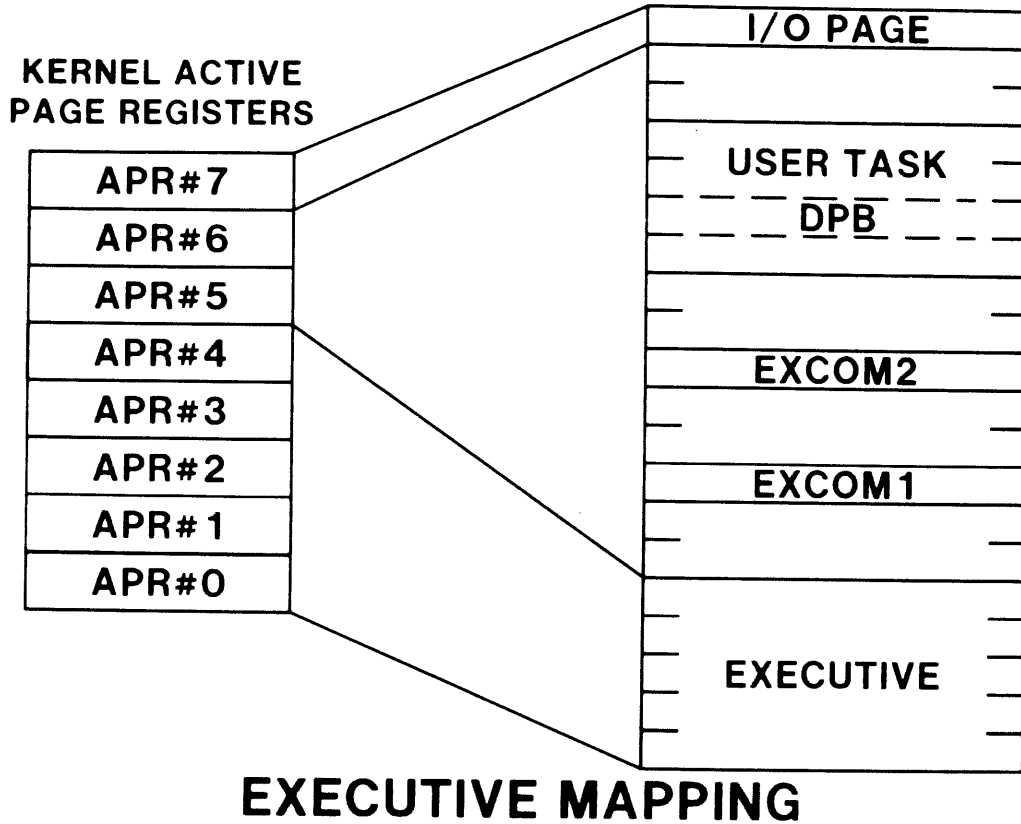 KERNEL ACTIVE
PAGE REGISTERS
APR#7
APR#6
APR#5
APR#4
APR#3
APR#2
APR#1
APR#0
I/O PAGE
USER TASK
DPB
EXCOM2
EXCOM1
EXECUTIVE
EXECUTIVE MAPPING